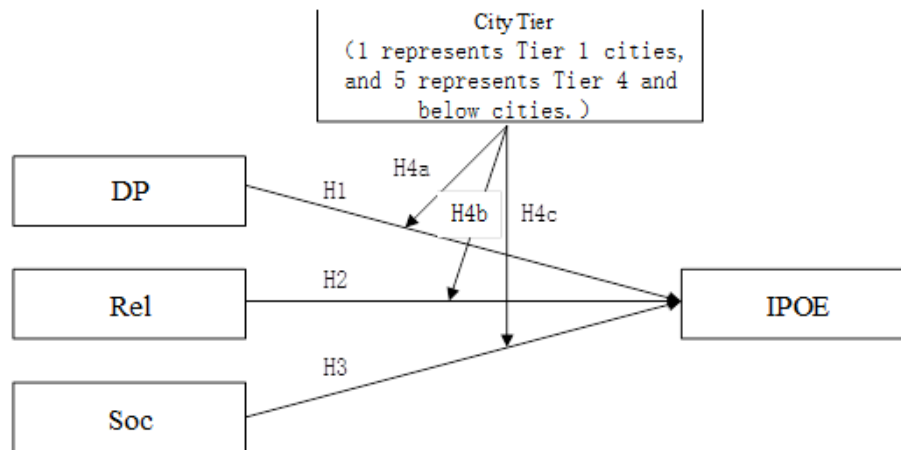 City Tier
（1 represents Tier 1 cities,
and 5 represents Tier 4 and
below cities.）
DP
H1
H4a
H4b
H4c
Rel
H2
IPOE
H3
Soc